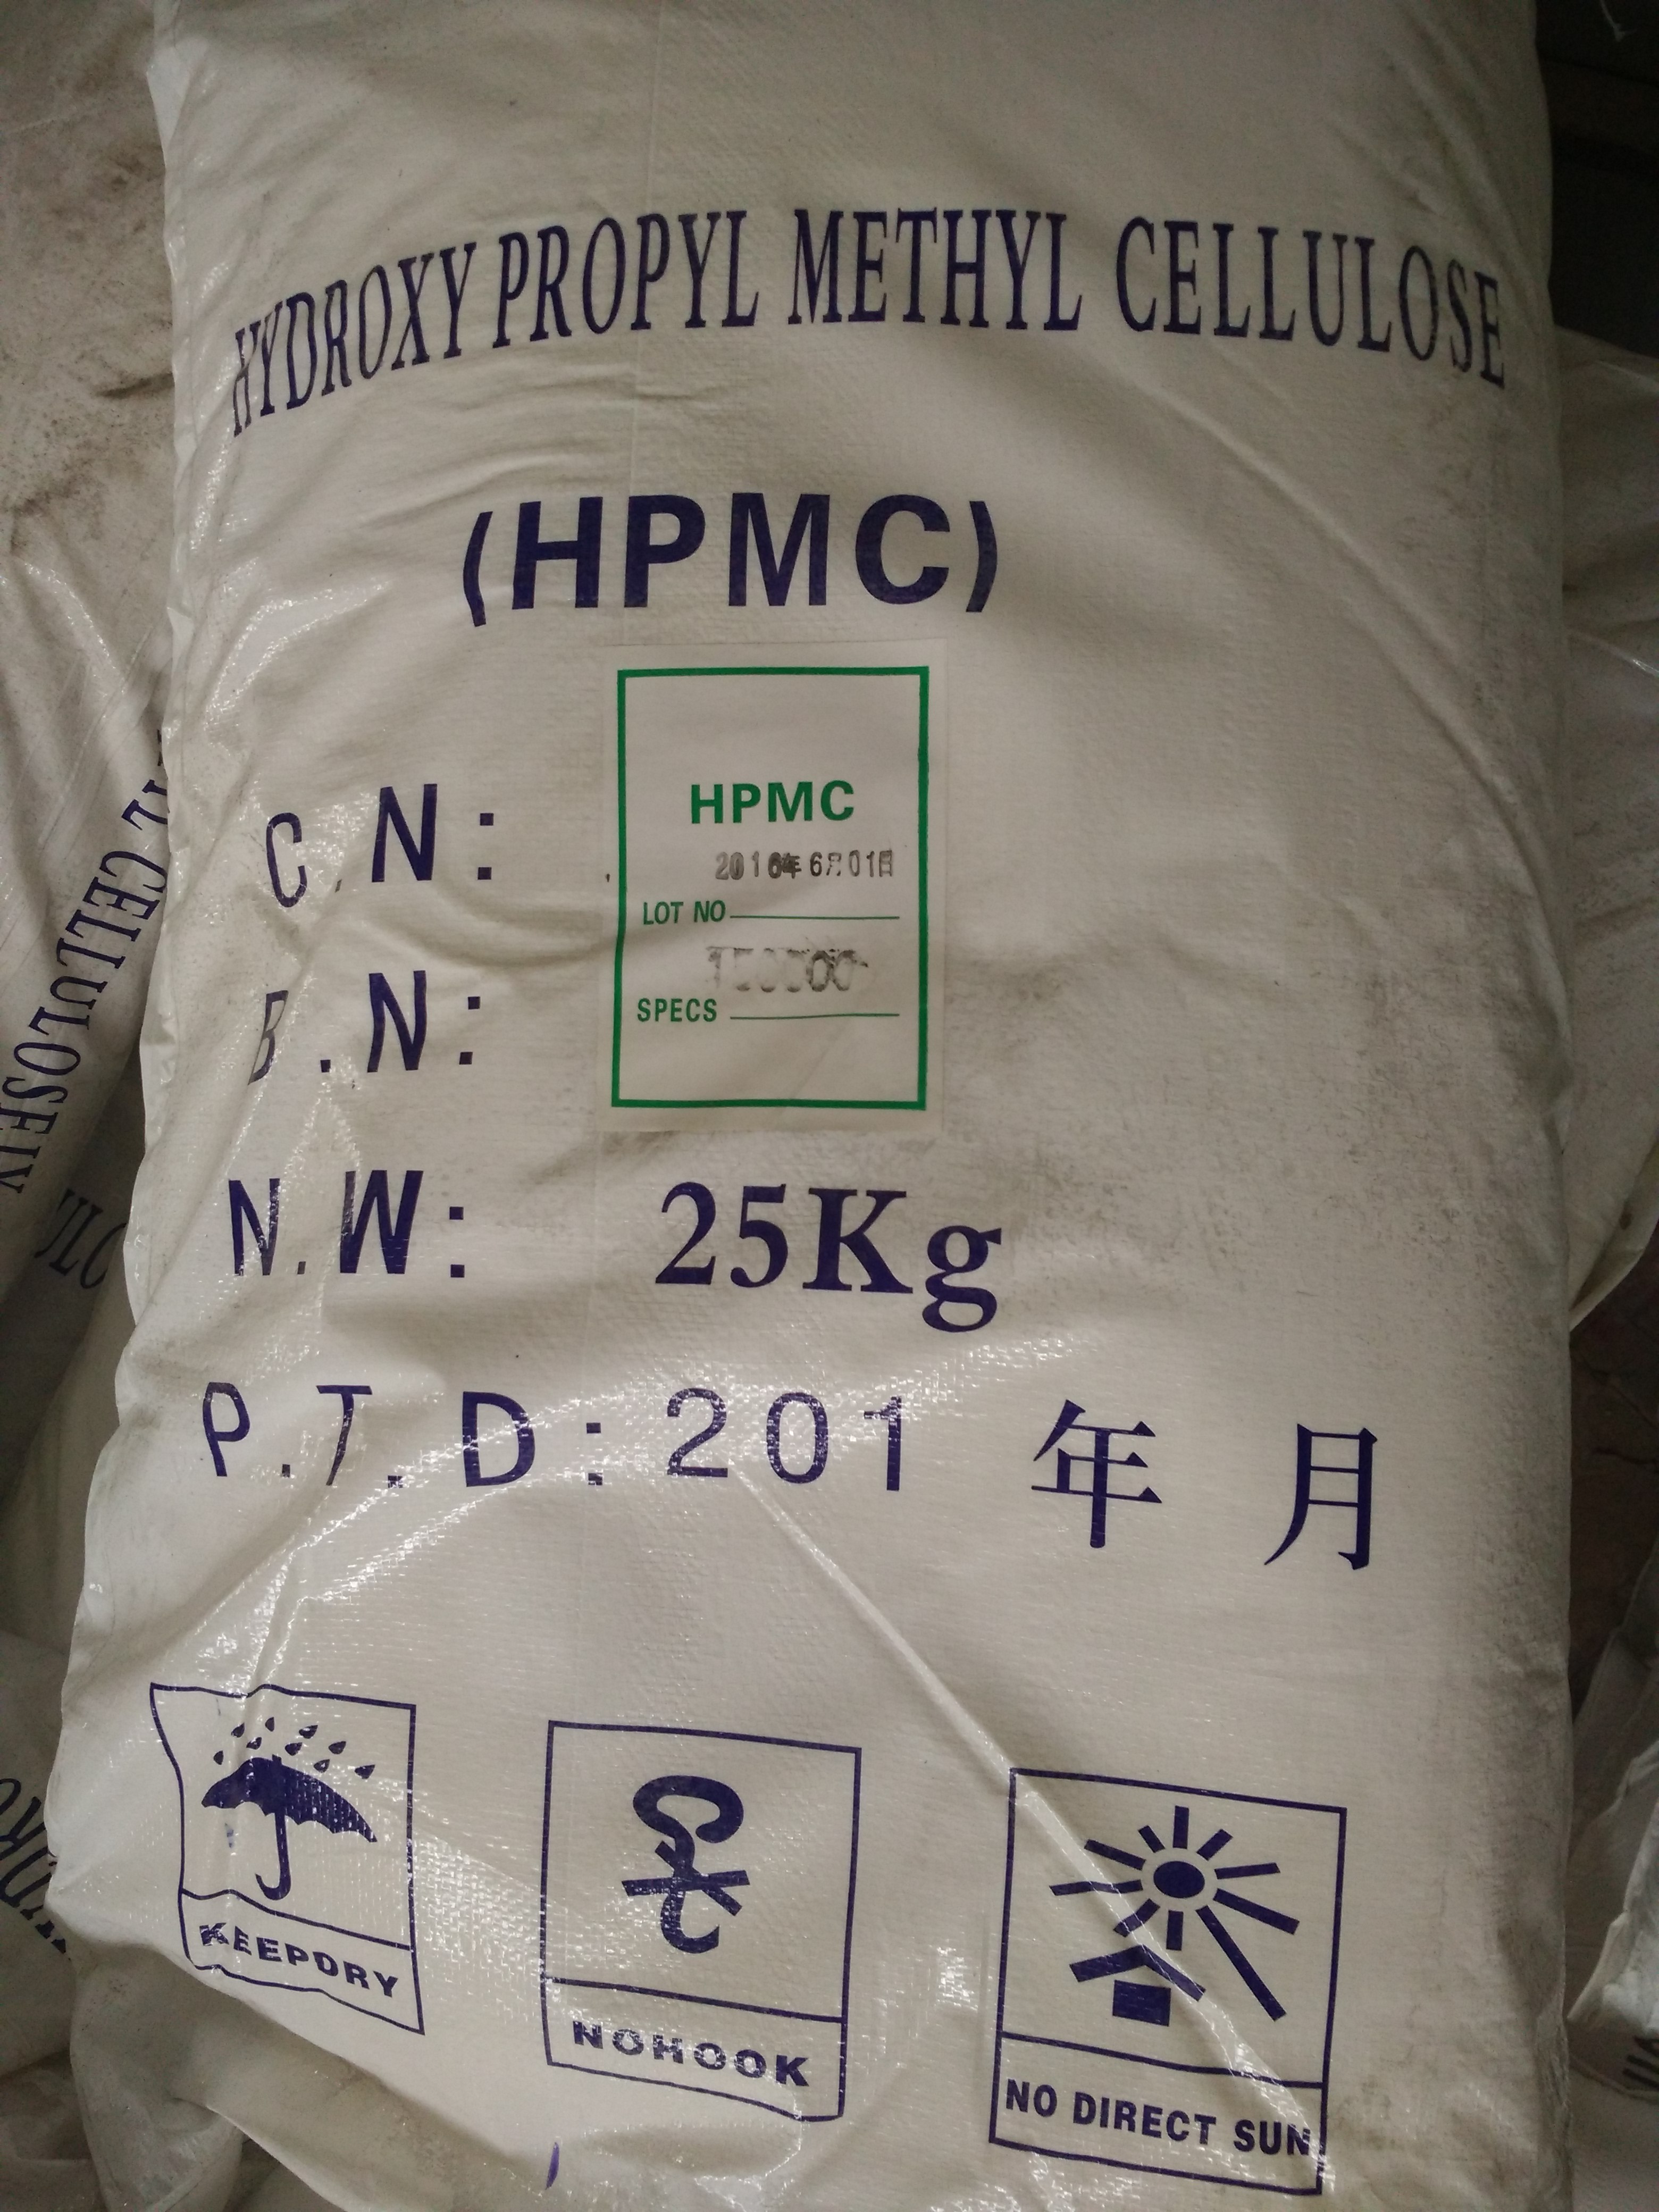 HYDROXY PROPYL METHYL CELLULOSE
(HPMC)
HPMC
C.N:
2016年 6月01日
LOT NO
B.N:
SPECS
N.W: 25Kg
P.T.D: 201 年 月
KEEPDRY
NOHOOK
NO DIRECT SUN
CELLULOSE